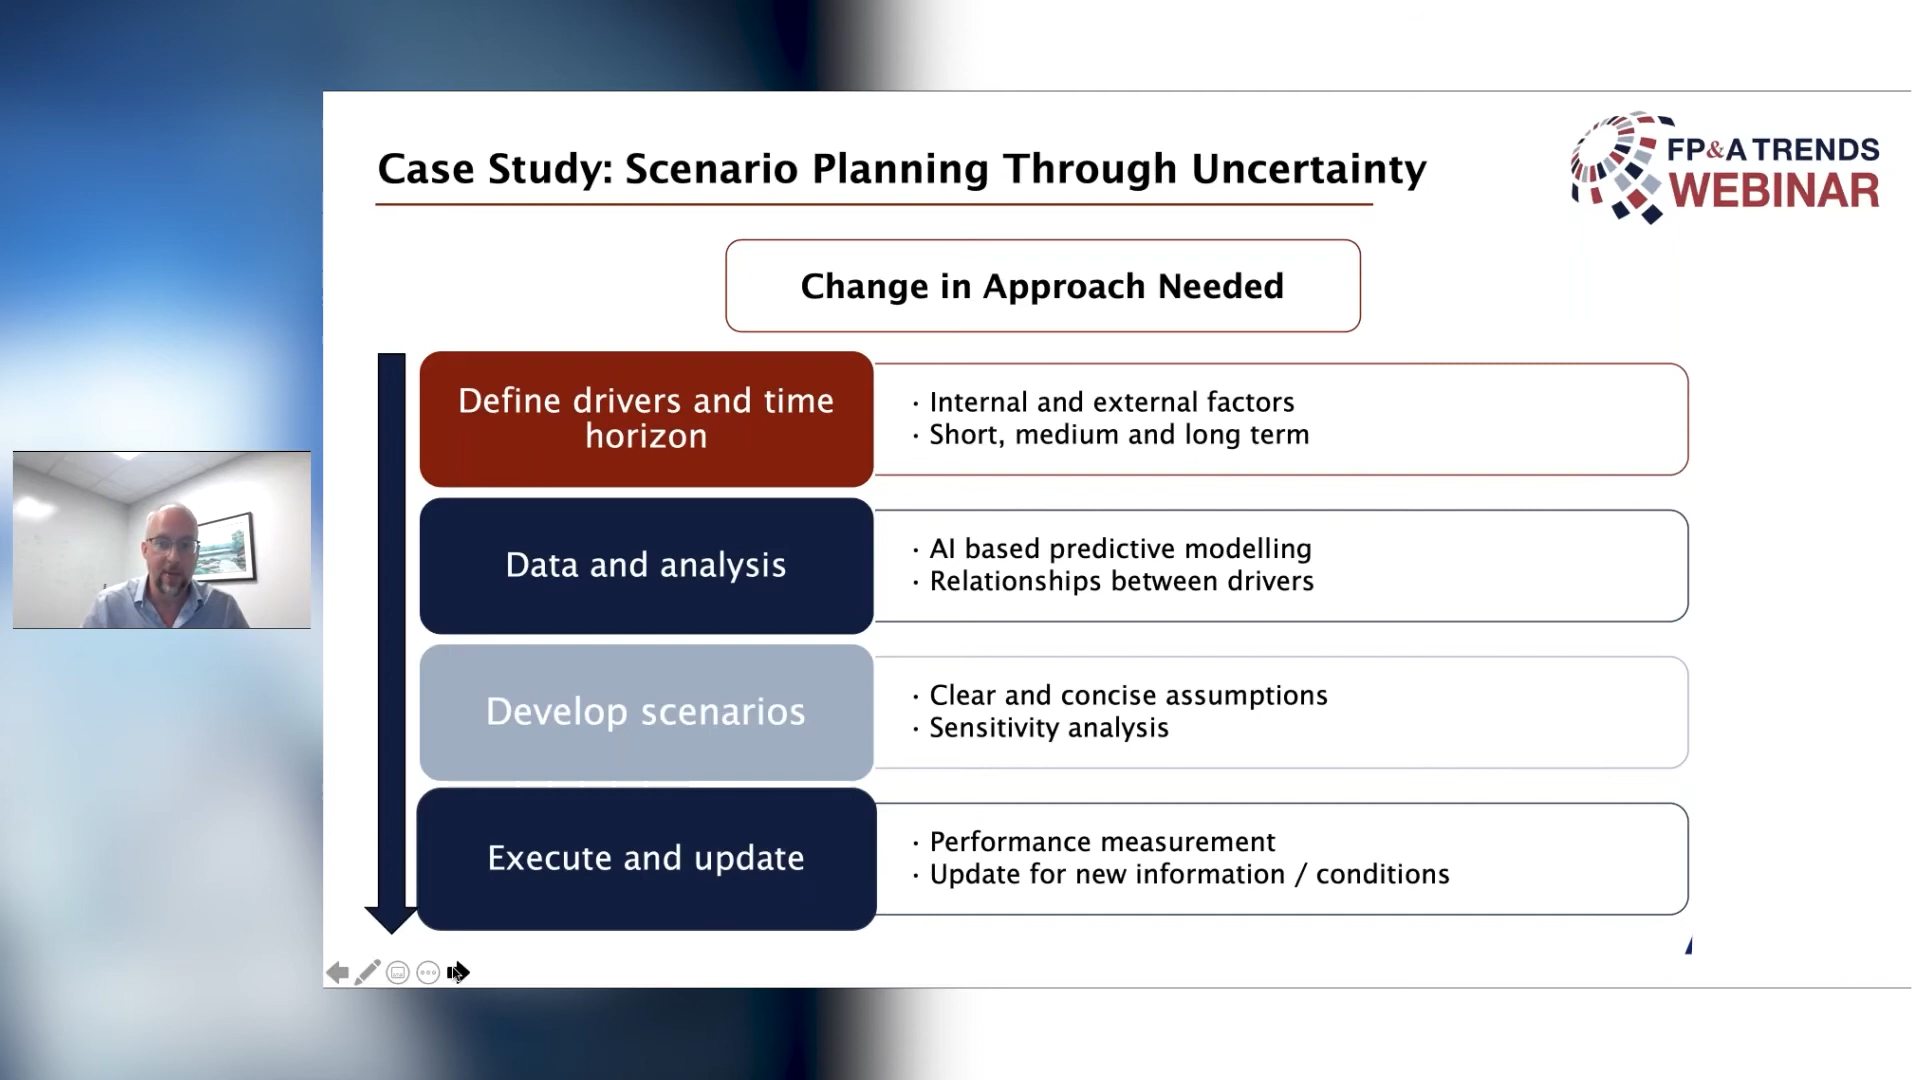 Case Study: Scenario Planning Through Uncertainty
FP&A TRENDS
WEBINAR
Change in Approach Needed
Define drivers and time
horizon
· Internal and external factors
· Short, medium and long term
Data and analysis
· AI based predictive modelling
· Relationships between drivers
Develop scenarios
· Clear and concise assumptions
· Sensitivity analysis
Execute and update
· Performance measurement
· Update for new information / conditions